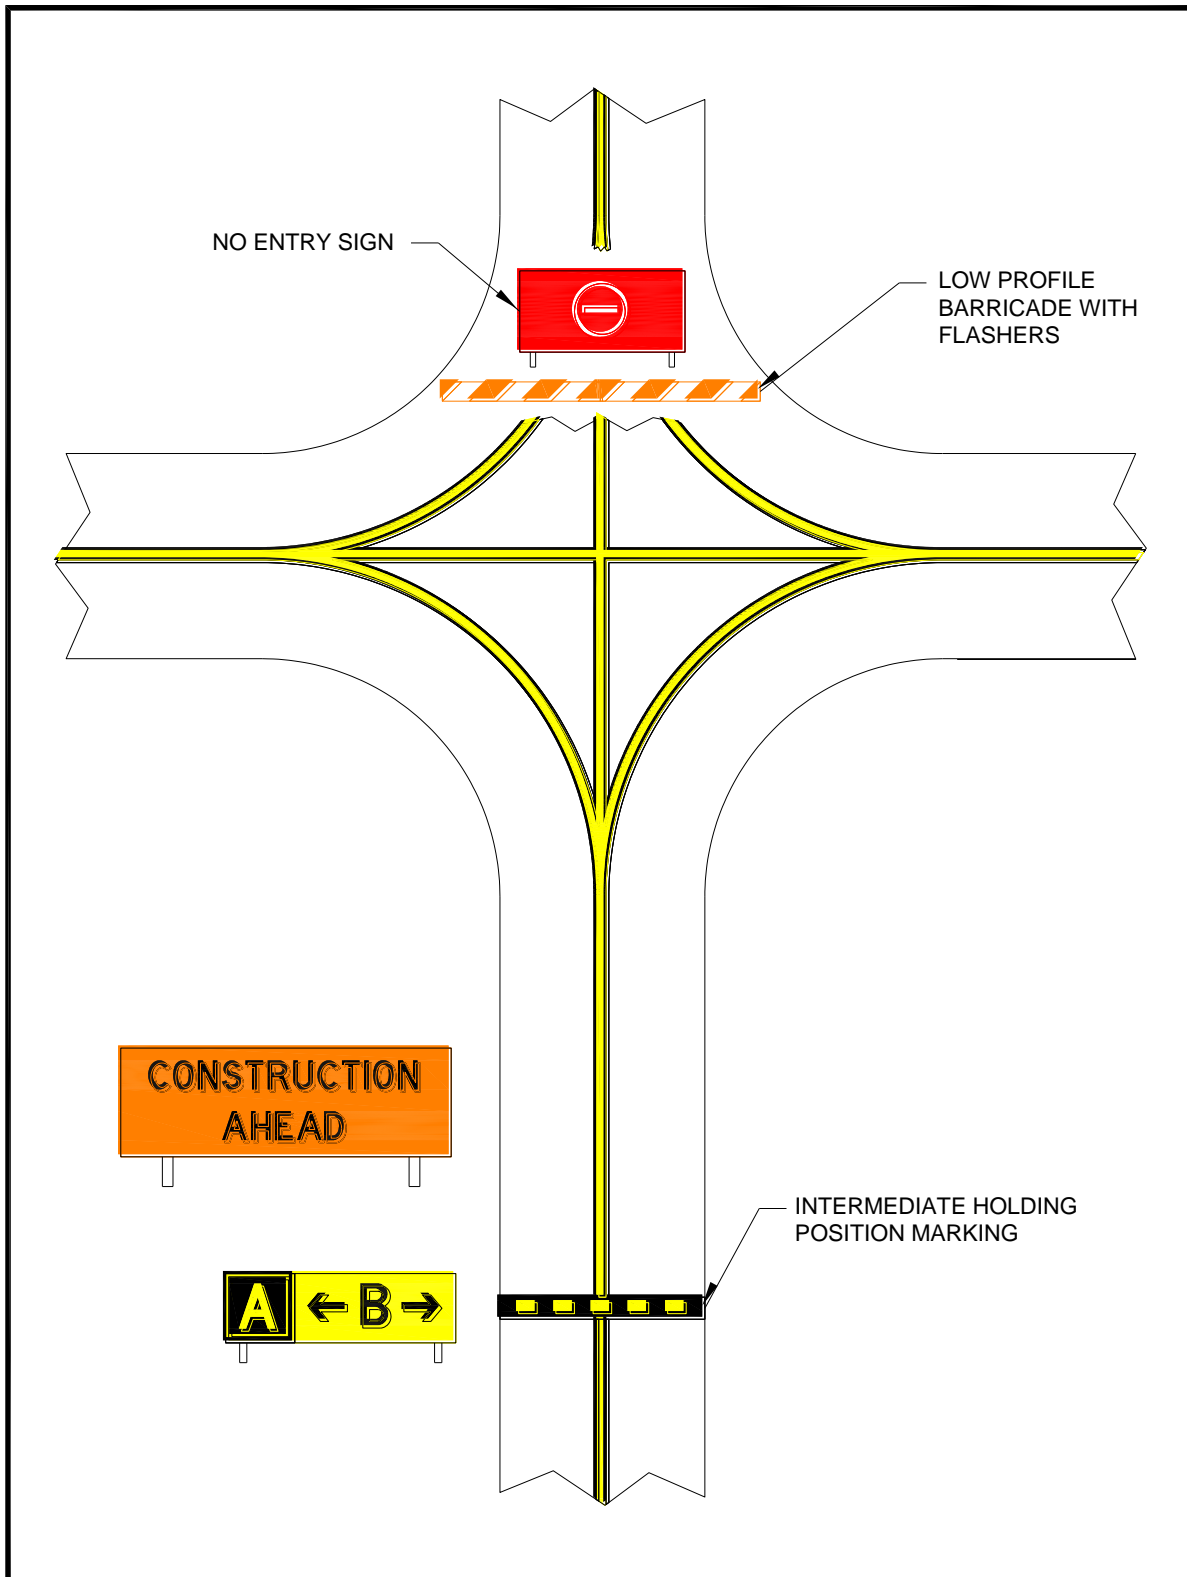 NO ENTRY SIGN
LOW PROFILE
BARRICADE WITH
FLASHERS
CONSTRUCTION
AHEAD
INTERMEDIATE HOLDING
POSITION MARKING
A ← B →